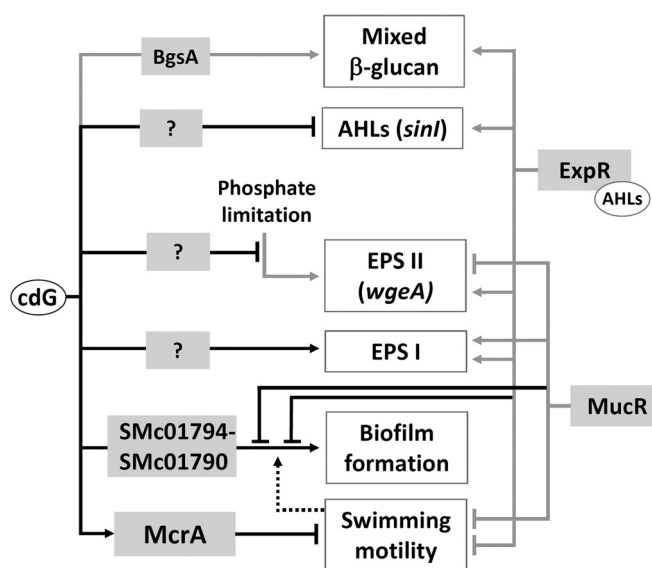 BgsA
Mixed
β-glucan
?
AHLs (sinI)
ExpR
AHLs
Phosphate
limitation
?
EPS II
(wgeA)
cdG
?
EPS I
MucR
SMc01794-
SMc01790
Biofilm
formation
McrA
Swimming
motility